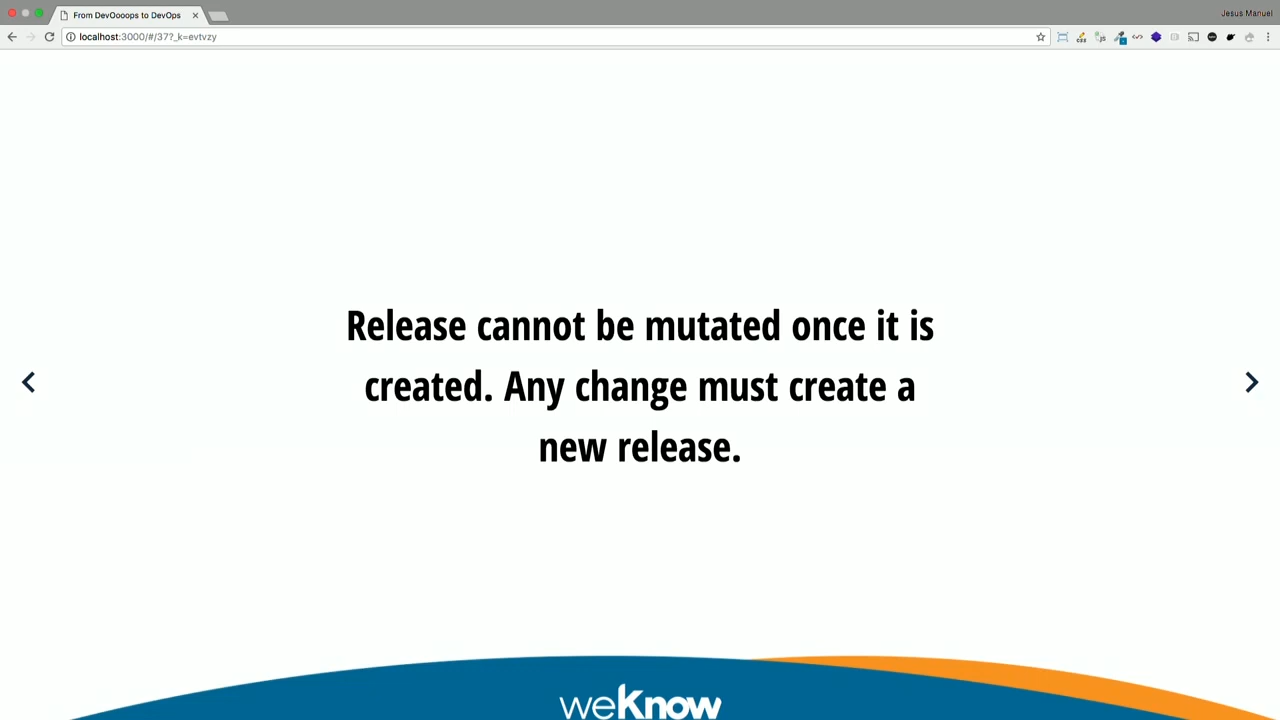 From DevOooops to DevOps
Jesus Manuel
localhost:3000/#/37?_k=evtvzy
Release cannot be mutated once it is
created. Any change must create a
new release.
weKnow